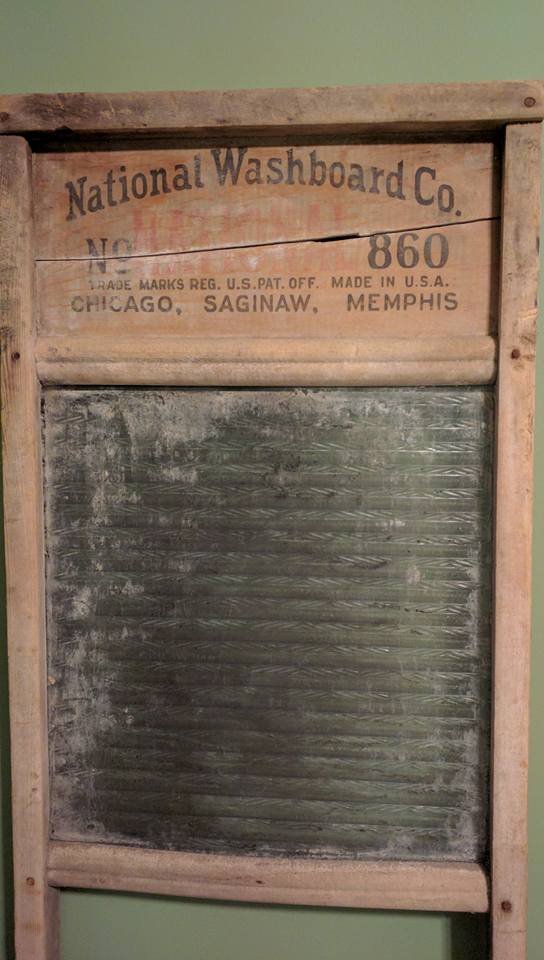 National Washboard Co.
No 860
TRADE MARKS REG. U.S. PAT. OFF. MADE IN U.S.A.
CHICAGO, SAGINAW, MEMPHIS